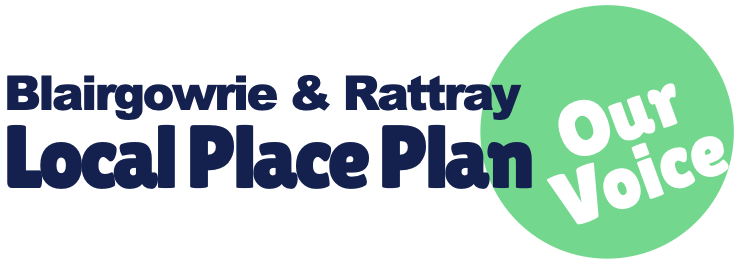 Blairgowrie & Rattray
Local Place Plan
Our
Voice